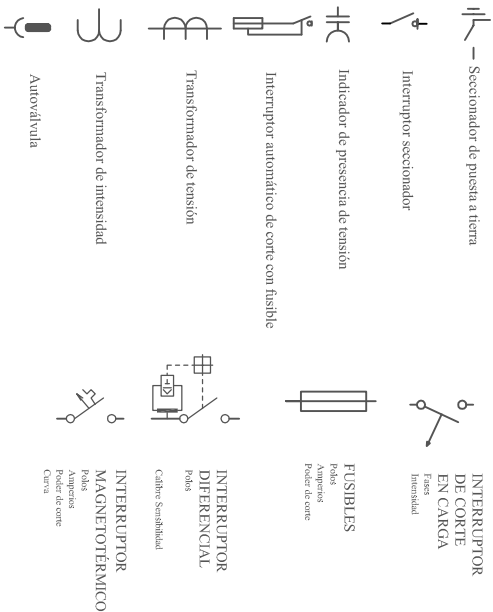 Seccionador de puesta a tierra
Interruptor seccionador
Indicador de presencia de tensión
Interruptor automático de corte con fusible
Transformador de tensión
Transformador de intensidad
Autoválvula
INTERRUPTOR
DE CORTE
EN CARGA
Fases
Intensidad
FUSIBLES
Polos
Amperios
Poder de corte
INTERRUPTOR
DIFERENCIAL
Polos
Calibre Sensibilidad
INTERRUPTOR
MAGNETOTÉRMICO
Polos
Amperios
Poder de corte
Curva